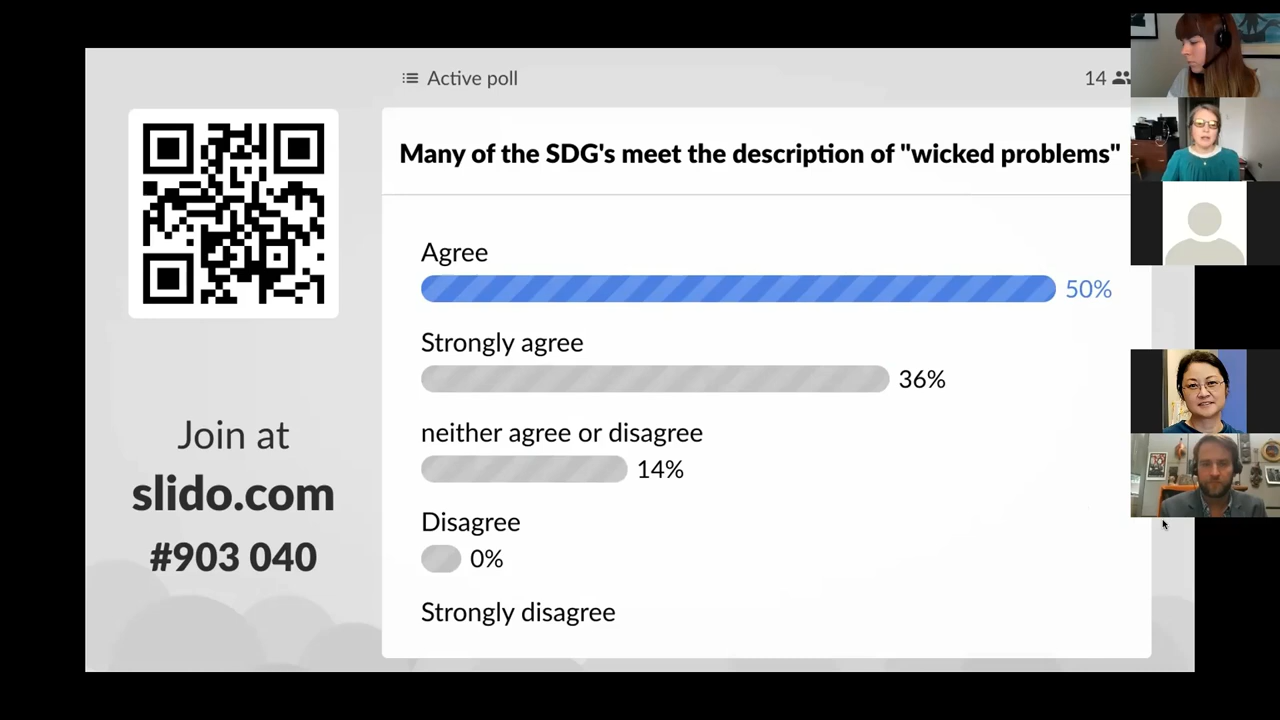 Active poll
14
Many of the SDG's meet the description of "wicked problems"
Agree
50%
Strongly agree
36%
neither agree or disagree
14%
Disagree
0%
Strongly disagree
Join at
slido.com
#903 040